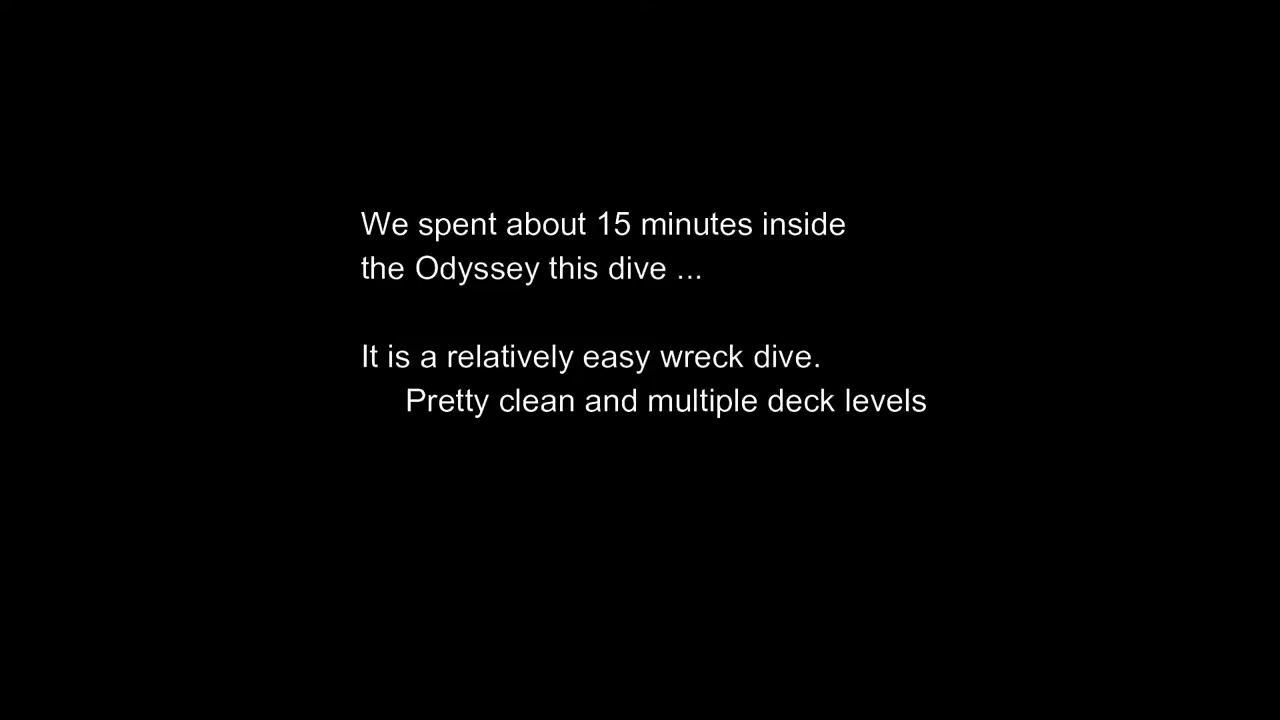 We spent about 15 minutes inside
the Odyssey this dive ...
It is a relatively easy wreck dive.
Pretty clean and multiple deck levels